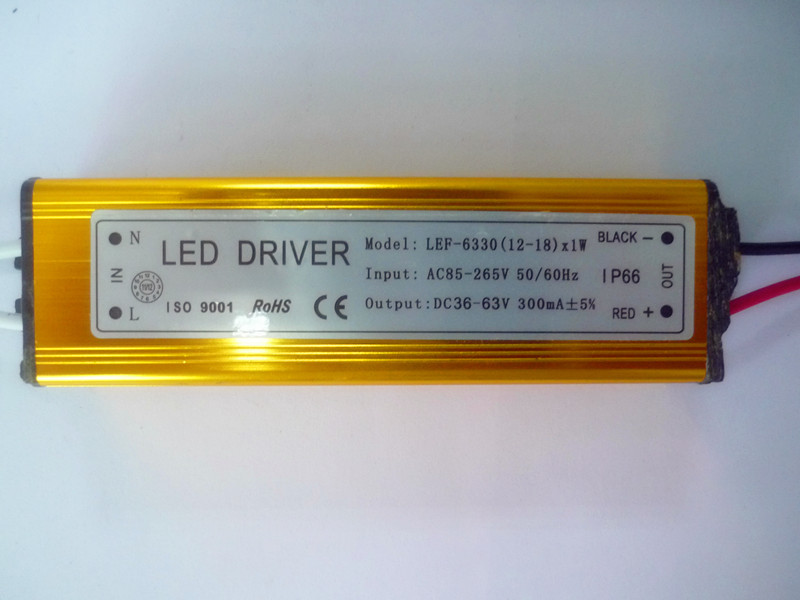 N
IN
L
LED DRIVER
ISO 9001 RoHS CE
Model: LEF-6330(12-18)x1W
Input: AC85-265V 50/60Hz
Output:DC36-63V 300mA±5%
BLACK -
IP66
OUT
RED +